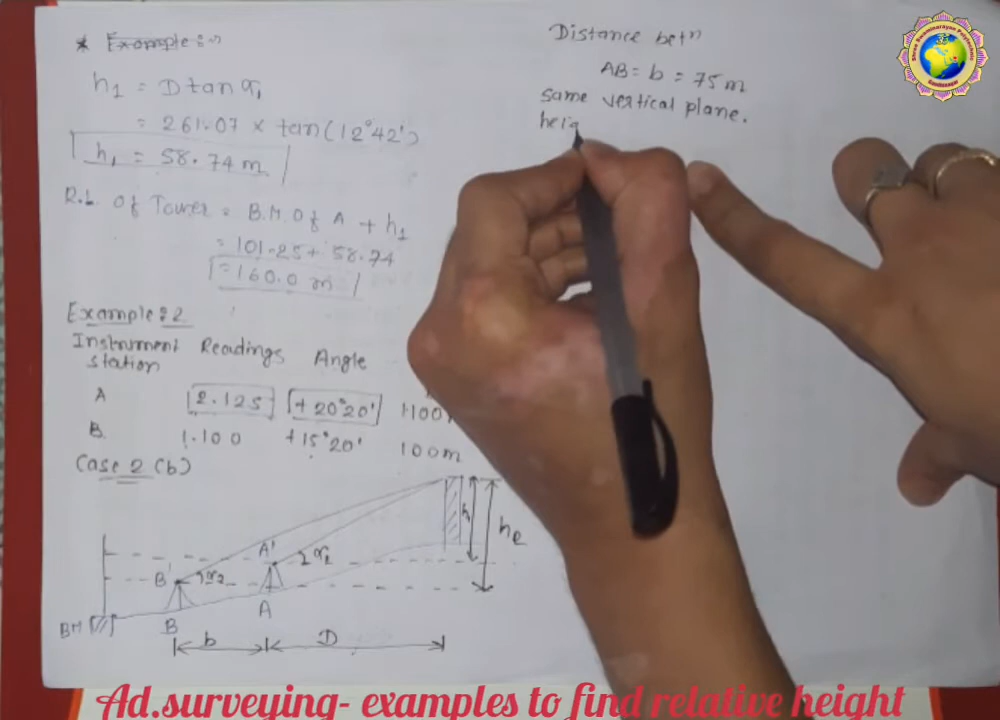 * Example :-
h1 = D tan α1
= 261.07 × tan(12°42')
h1 = 58.74 m
R.L. of Tower = B.M. of A + h1
= 101.25 + 58.74
= 160.0 m
Example: 2
Instrument Readings Angle
station
A 2.125 +20°20' 100
B 1.100 +15°20' 100m
Case 2 (b)
h
he
A'
α1
B'
α2
A
BM
B
b D
Distance betn
AB = b = 75 m
same vertical plane.
heig
Ad.surveying- examples to find relative height